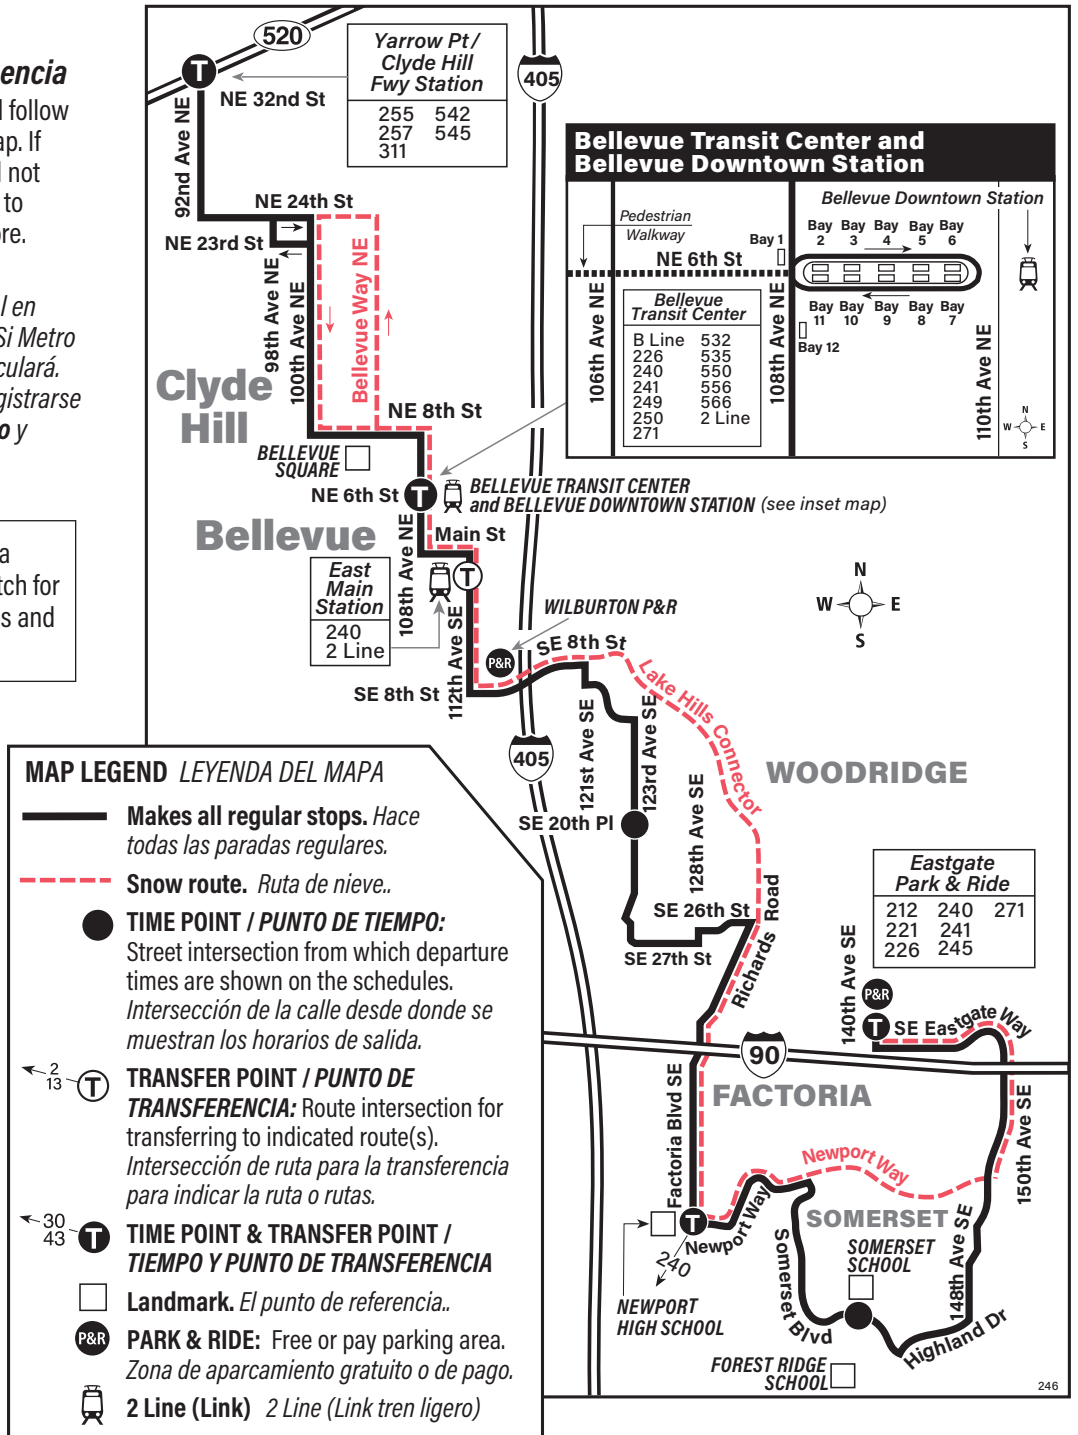 encia
follow
ap. If
not
to
ore.
l en
Si Metro
iculará.
gistrarse
o y
a
tch for
s and
520
405
Yarrow Pt /
Clyde Hill
Fwy Station
255 542
257 545
311
NE 32nd St
92nd Ave NE
NE 24th St
NE 23rd St
98th Ave NE
100th Ave NE
Bellevue Way NE
Clyde
Hill
NE 8th St
BELLEVUE
SQUARE
NE 6th St
T
BELLEVUE TRANSIT CENTER
and BELLEVUE DOWNTOWN STATION (see inset map)
Bellevue
Main St
108th Ave NE
East
Main
Station
240
2 Line
T
112th Ave SE
WILBURTON P&R
P&R
SE 8th St
SE 8th St
Lake Hills Connector
405
121st Ave SE
123rd Ave SE
SE 20th Pl
128th Ave SE
WOODRIDGE
SE 26th St
SE 27th St
Richards Road
Eastgate
Park & Ride
212 240 271
221 241
226 245
140th Ave SE
P&R
T
SE Eastgate Way
90
FACTORIA
Factoria Blvd SE
150th Ave SE
Newport Way
T
Newport Way
240
SOMERSET
SOMERSET
SCHOOL
Somerset Blvd
148th Ave SE
Highland Dr
NEWPORT
HIGH SCHOOL
FOREST RIDGE
SCHOOL
246
N
W E
S
Bellevue Transit Center and
Bellevue Downtown Station
Bellevue Downtown Station
Pedestrian
Walkway
Bay 1
NE 6th St
Bay 2 Bay 3 Bay 4 Bay 5 Bay 6
Bay 11 Bay 10 Bay 9 Bay 8 Bay 7
Bay 12
106th Ave NE
108th Ave NE
110th Ave NE
Bellevue
Transit Center
B Line 532
226 535
240 550
241 556
249 566
250 2 Line
271
N
W E
S
T
MAP LEGEND LEYENDA DEL MAPA
Makes all regular stops. Hace
todas las paradas regulares.
Snow route. Ruta de nieve..
TIME POINT / PUNTO DE TIEMPO:
Street intersection from which departure
times are shown on the schedules.
Intersección de la calle desde donde se
muestran los horarios de salida.
2
13
T
TRANSFER POINT / PUNTO DE
TRANSFERENCIA: Route intersection for
transferring to indicated route(s).
Intersección de ruta para la transferencia
para indicar la ruta o rutas.
30
43
T
TIME POINT & TRANSFER POINT /
TIEMPO Y PUNTO DE TRANSFERENCIA
Landmark. El punto de referencia..
P&R
PARK & RIDE: Free or pay parking area.
Zona de aparcamiento gratuito o de pago.
2 Line (Link) 2 Line (Link tren ligero)